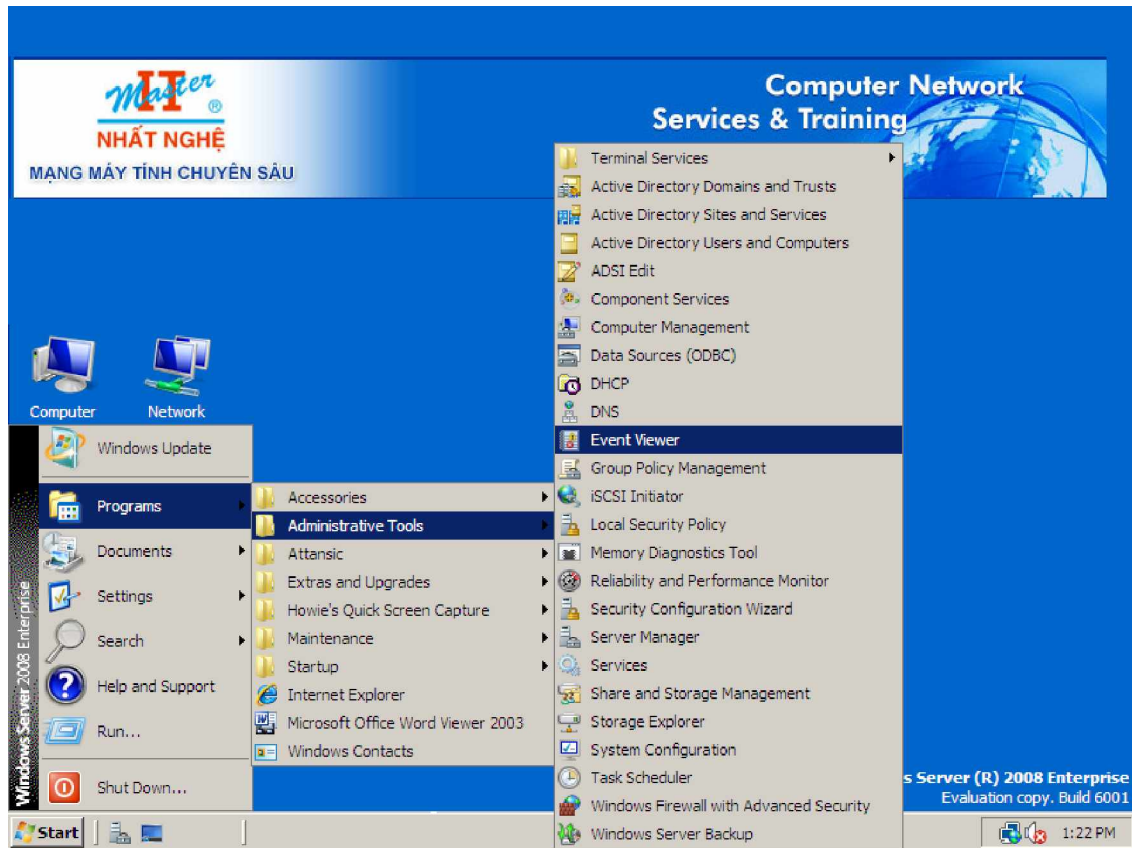 Master
IT
®
NHẤT NGHỆ
MẠNG MÁY TÍNH CHUYÊN SÂU
Computer Network
Services & Training
Computer
Network
Windows Server 2008 Enterprise
Windows Update
Programs
Documents
Settings
Search
Help and Support
Run...
Shut Down...
Accessories
Administrative Tools
Attansic
Extras and Upgrades
Howie's Quick Screen Capture
Maintenance
Startup
Internet Explorer
Microsoft Office Word Viewer 2003
Windows Contacts
Terminal Services
Active Directory Domains and Trusts
Active Directory Sites and Services
Active Directory Users and Computers
ADSI Edit
Component Services
Computer Management
Data Sources (ODBC)
DHCP
DNS
Event Viewer
Group Policy Management
iSCSI Initiator
Local Security Policy
Memory Diagnostics Tool
Reliability and Performance Monitor
Security Configuration Wizard
Server Manager
Services
Share and Storage Management
Storage Explorer
System Configuration
Task Scheduler
Windows Firewall with Advanced Security
Windows Server Backup
s Server (R) 2008 Enterprise
Evaluation copy. Build 6001
Start
1:22 PM